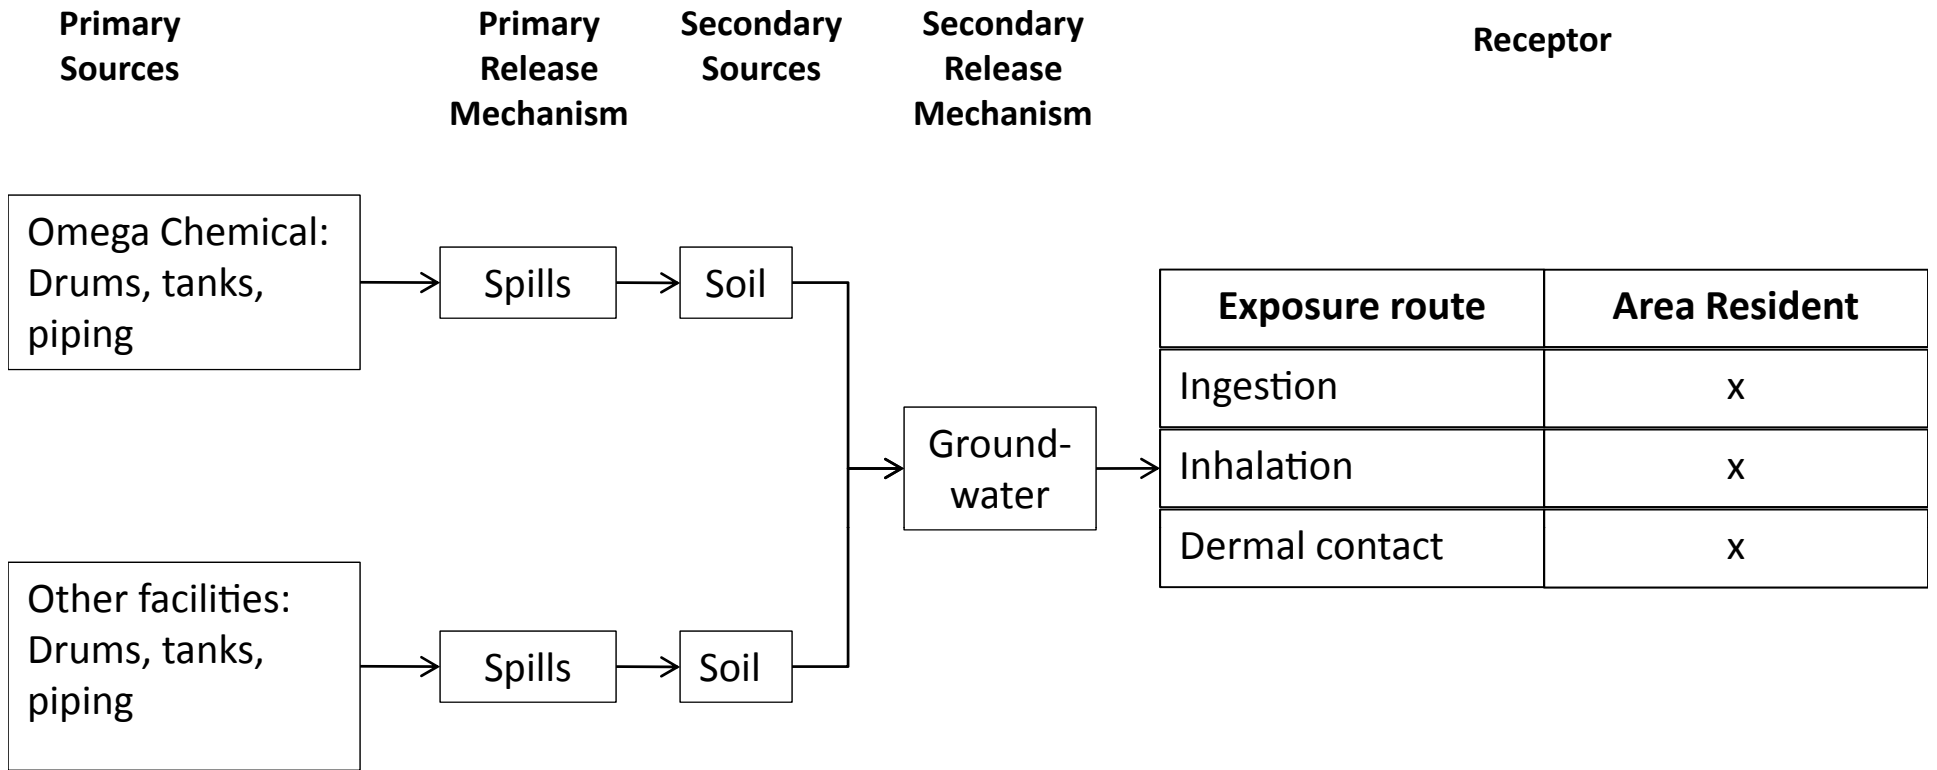 Primary
Sources
Primary
Release
Mechanism
Secondary
Sources
Secondary
Release
Mechanism
Receptor
Omega Chemical:
Drums, tanks,
piping
Spills
Soil
Other facilities:
Drums, tanks,
piping
Spills
Soil
Ground-
water
Exposure route Area Resident
Ingestion x
Inhalation x
Dermal contact x